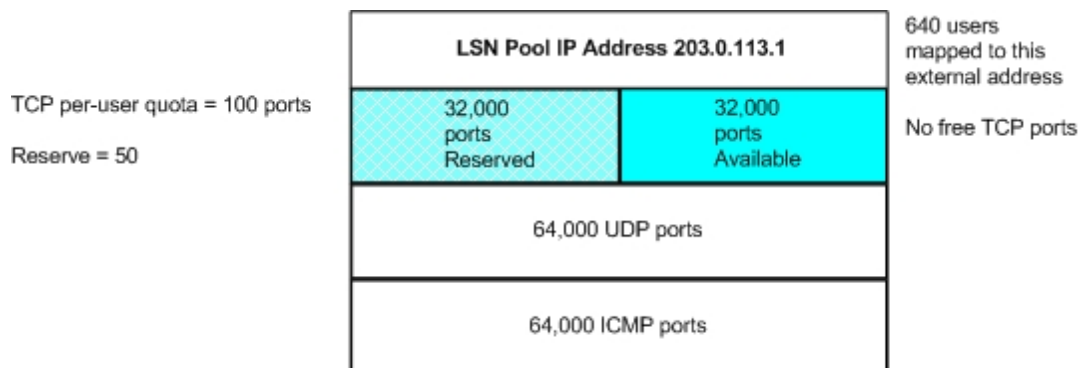 LSN Pool IP Address 203.0.113.1
640 users
mapped to this
external address
TCP per-user quota = 100 ports
Reserve = 50
32,000
ports
Reserved
32,000
ports
Available
No free TCP ports
64,000 UDP ports
64,000 ICMP ports